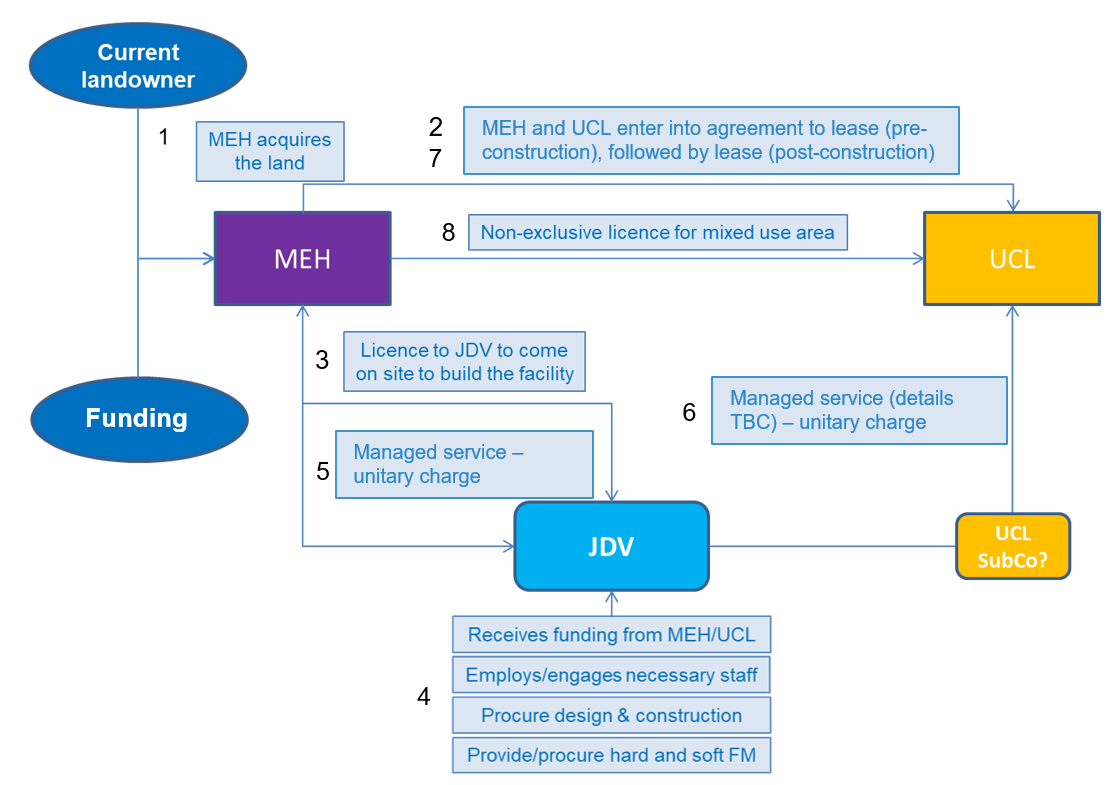 Current
landowner
1
MEH acquires
the land
2
7
MEH and UCL enter into agreement to lease (pre-
construction), followed by lease (post-construction)
MEH
8
Non-exclusive licence for mixed use area
UCL
3
Licence to JDV to come
on site to build the facility
Funding
6
Managed service (details
TBC) – unitary charge
5
Managed service –
unitary charge
JDV
UCL
SubCo?
4
Receives funding from MEH/UCL
Employs/engages necessary staff
Procure design & construction
Provide/procure hard and soft FM